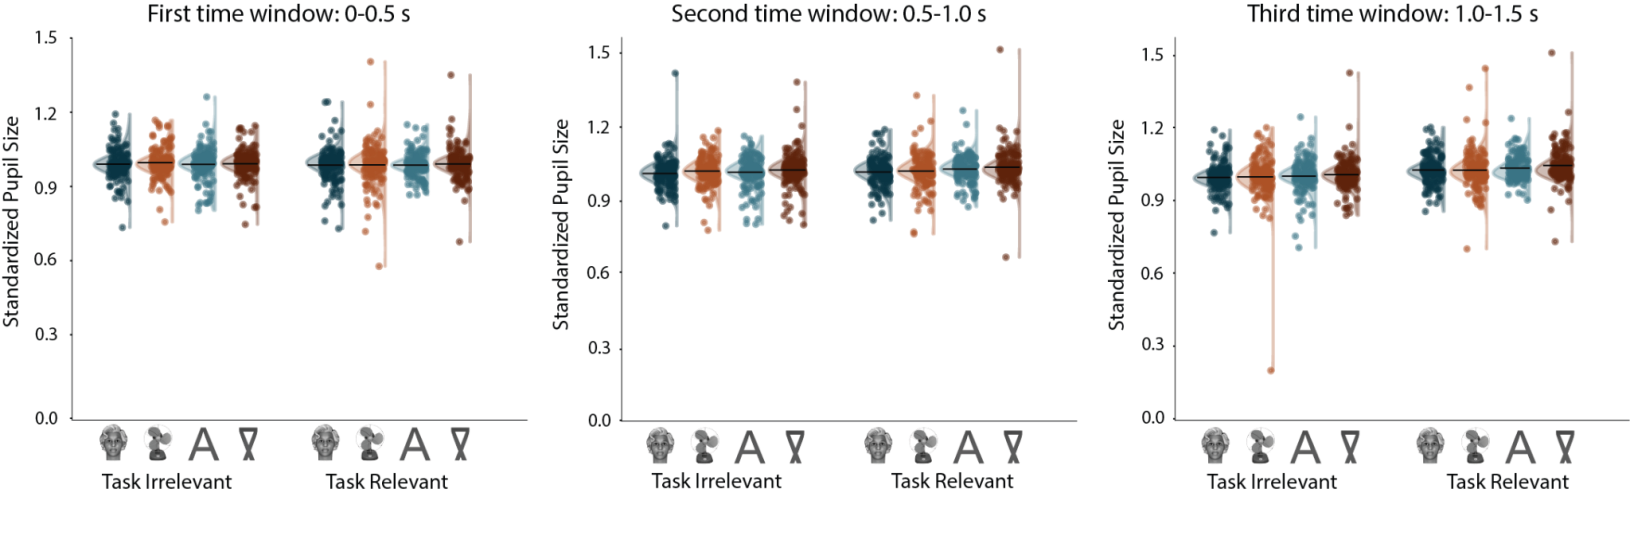 First time window: 0-0.5 s
Standardized Pupil Size
1.5
1.2
0.9
0.6
0.3
0.0
A
Task Irrelevant
A
Task Relevant
Second time window: 0.5-1.0 s
Standardized Pupil Size
1.5
1.2
0.9
0.6
0.3
0.0
A
Task Irrelevant
A
Task Relevant
Third time window: 1.0-1.5 s
Standardized Pupil Size
1.5
1.2
0.9
0.6
0.3
0.0
A
Task Irrelevant
A
Task Relevant